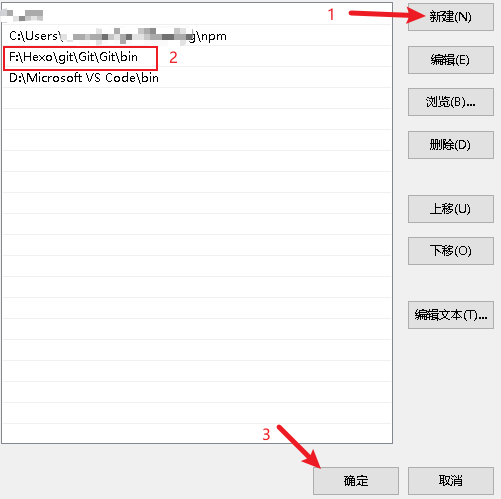 1
新建(N)
C:\Users\
\npm
F:\Hexo\git\Git\Git\bin
2
编辑(E)
D:\Microsoft VS Code\bin
浏览(B)...
删除(D)
上移(U)
下移(O)
编辑文本(T)...
3
确定
取消